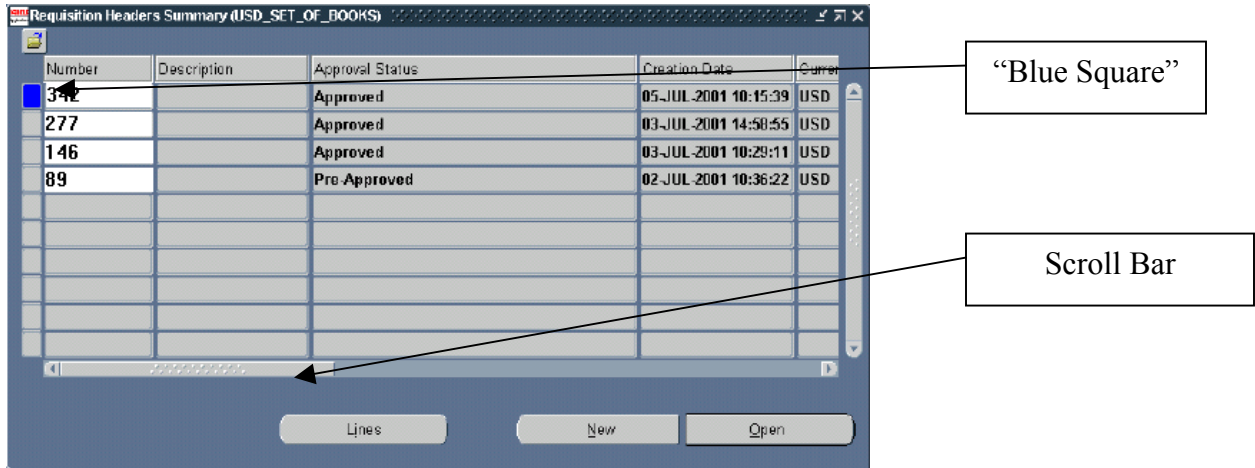 Requisition Headers Summary (USD_SET_OF_BOOKS)
Number Description Approval Status Creation Date Curren
342 Approved 05-JUL-2001 10:15:39 USD
277 Approved 03-JUL-2001 14:58:55 USD
146 Approved 03-JUL-2001 10:29:11 USD
89 Pre-Approved 02-JUL-2001 10:36:22 USD
Lines New Open
“Blue Square”
Scroll Bar